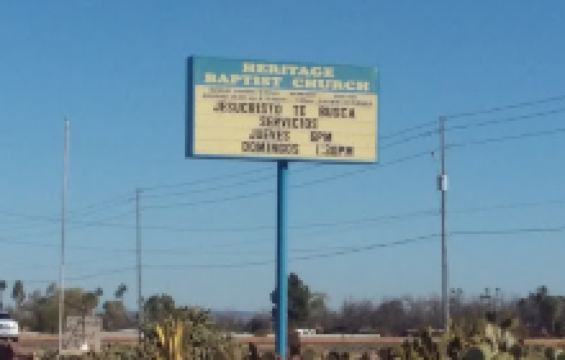 HERITAGE
BAPTIST CHURCH
JESUCRISTO TE BUSCA
SERVICIOS
JUEVES 6PM
DOMINGOS 1:30PM